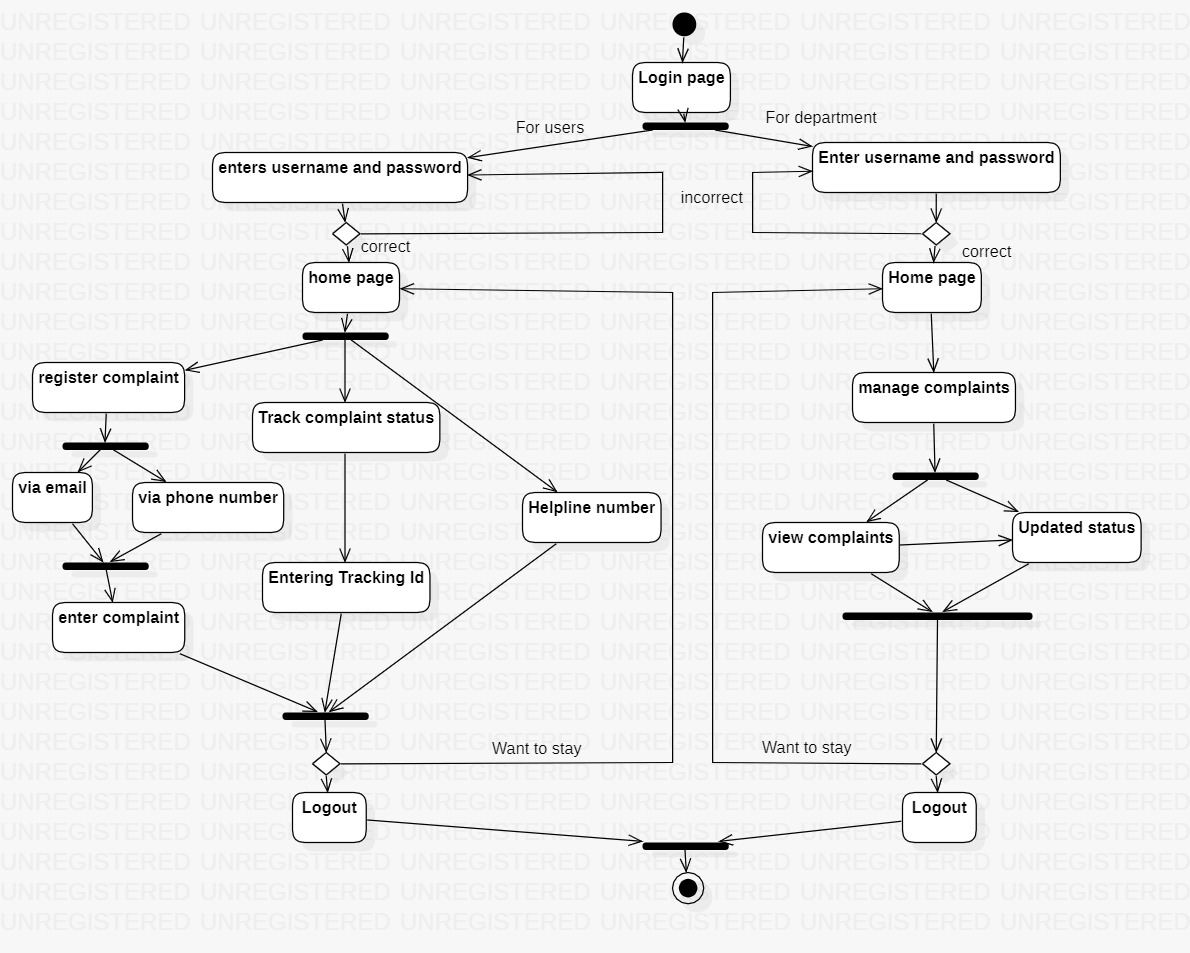 Login page
For users
For department
enters username and password
Enter username and password
incorrect
correct
correct
home page
Home page
register complaint
Track complaint status
manage complaints
via email
via phone number
Helpline number
view complaints
Updated status
Entering Tracking Id
enter complaint
Want to stay
Want to stay
Logout
Logout
UNREGISTERED